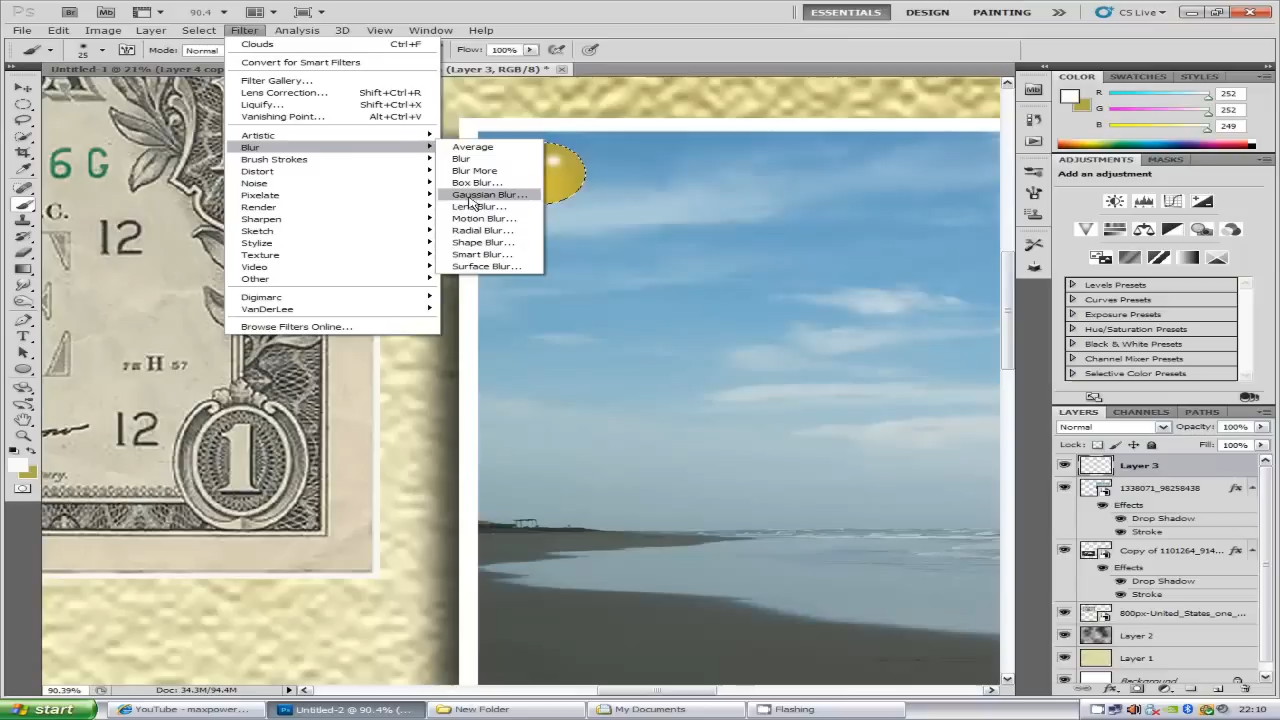 Ps Br Mb 90.4 ESSENTIALS DESIGN PAINTING CS Live
File Edit Image Layer Select Filter Analysis 3D View Window Help
25 Mode: Normal Flow: 100%
Untitled-1 @ 21% (Layer 4 cop (Layer 3, RGB/8) *
Clouds Ctrl+F
Convert for Smart Filters
Filter Gallery...
Lens Correction... Shift+Ctrl+R
Liquify... Shift+Ctrl+X
Vanishing Point... Alt+Ctrl+V
Artistic
Blur
Brush Strokes
Distort
Noise
Pixelate
Render
Sharpen
Sketch
Stylize
Texture
Video
Other
Digimarc
VanDerLee
Browse Filters Online...
Average
Blur
Blur More
Box Blur...
Gaussian Blur...
Lens Blur...
Motion Blur...
Radial Blur...
Shape Blur...
Smart Blur...
Surface Blur...
6 G
C.
12
H 57
12
1
COLOR SWATCHES STYLES
R 252
G 252
B 249
ADJUSTMENTS MASKS
Add an adjustment
Levels Presets
Curves Presets
Exposure Presets
Hue/Saturation Presets
Black & White Presets
Channel Mixer Presets
Selective Color Presets
LAYERS CHANNELS PATHS
Normal Opacity: 100%
Lock: Fill: 100%
Layer 3
1338071_98258438 fx
Effects
Drop Shadow
Stroke
Copy of 1101264_914... fx
Effects
Drop Shadow
Stroke
800px-United_States_one_...
Layer 2
Layer 1
Background
90.39% Doc: 34.3M/94.4M
start YouTube - maxpower... Untitled-2 @ 90.4% (... New Folder My Documents Flashing 22:10